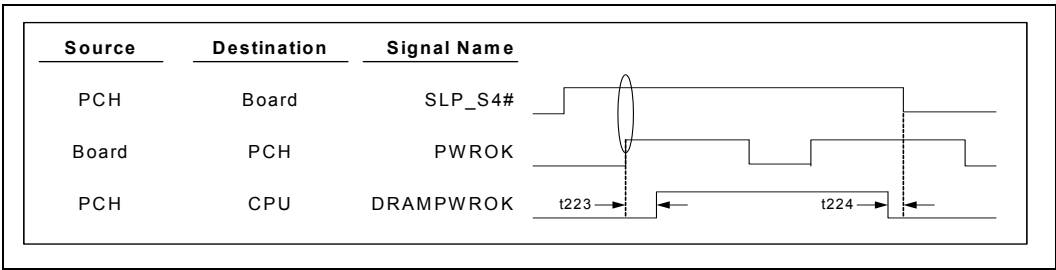 Source Destination Signal Name
PCH Board SLP_S4#
Board PCH PWROK
PCH CPU DRAMPWROK t223 t224